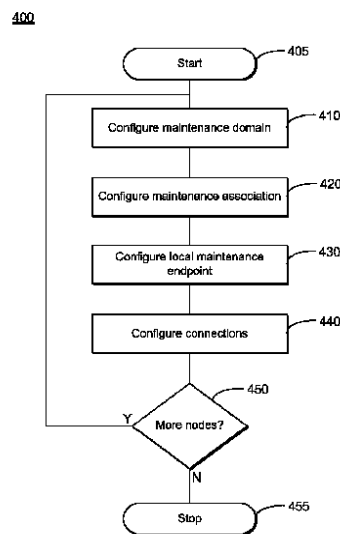 400
Start
405
Configure maintenance domain
410
Configure maintenance association
420
Configure local maintenance
endpoint
430
Configure connections
440
More nodes?
450
Y
N
Stop
455